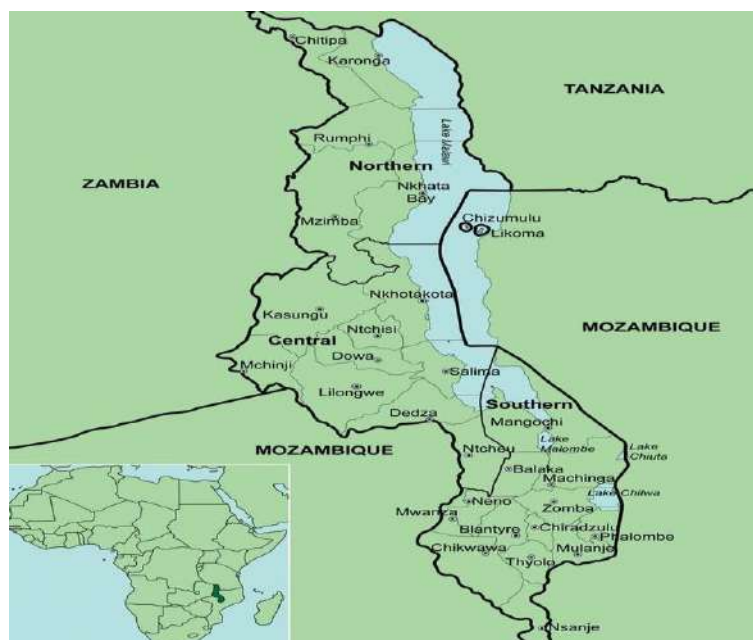 Chitipa
Karonga
TANZANIA
Lake Malawi
Rumphi
Northern
ZAMBIA
Nkhata
Bay
Mzimba
Chizumulu
Likoma
Nkhotakota
Kasungu
Ntchisi
MOZAMBIQUE
Central
Dowa
Mchinji
Salima
Lilongwe
Southern
Dedza
Mangochi
MOZAMBIQUE
Lake
Malombe
Lake
Chiuta
Ntcheu
Balaka
Machinga
Lake Chilwa
Neno
Zomba
Mwanza
Blantyre
Chiradzulu
Phalombe
Chikwawa
Thyolo
Mulanje
Nsanje